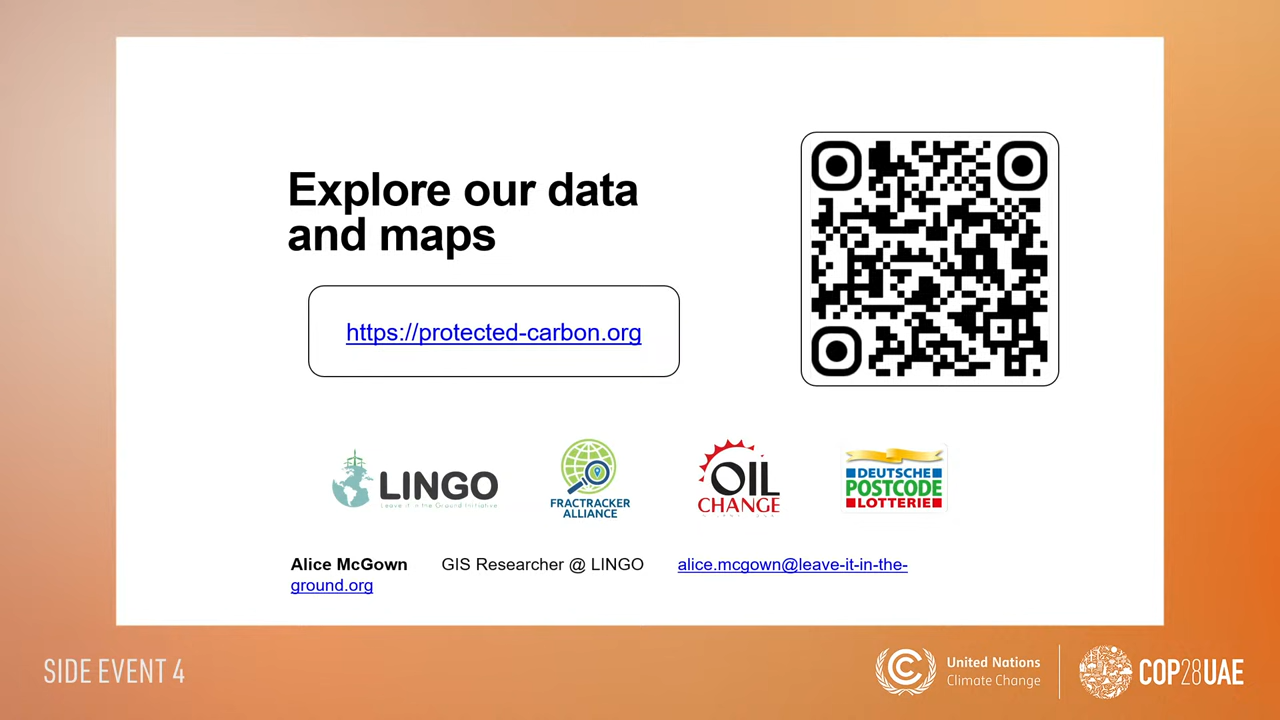 Explore our data
and maps
https://protected-carbon.org
LINGO
Leave it in the Ground Initiative
FRACTRACKER
ALLIANCE
OIL
CHANGE
DEUTSCHE
POSTCODE
LOTTERIE
Alice McGown GIS Researcher @ LINGO alice.mcgown@leave-it-in-the-
ground.org
SIDE EVENT 4
United Nations
Climate Change
COP28UAE